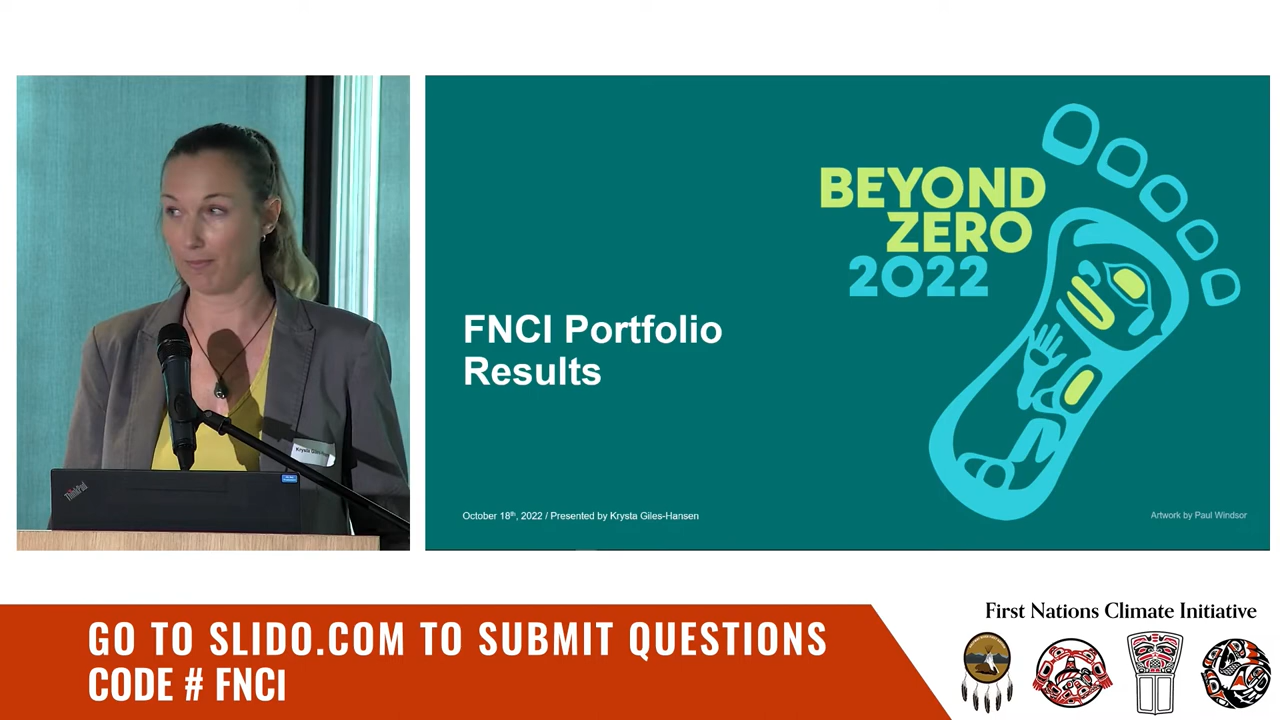 BEYOND
ZERO
2022
FNCI Portfolio
Results
October 18th, 2022 / Presented by Krysta Giles-Hansen
Artwork by Paul Windsor
ThinkPad
GO TO SLIDO.COM TO SUBMIT QUESTIONS
CODE # FNCI
First Nations Climate Initiative